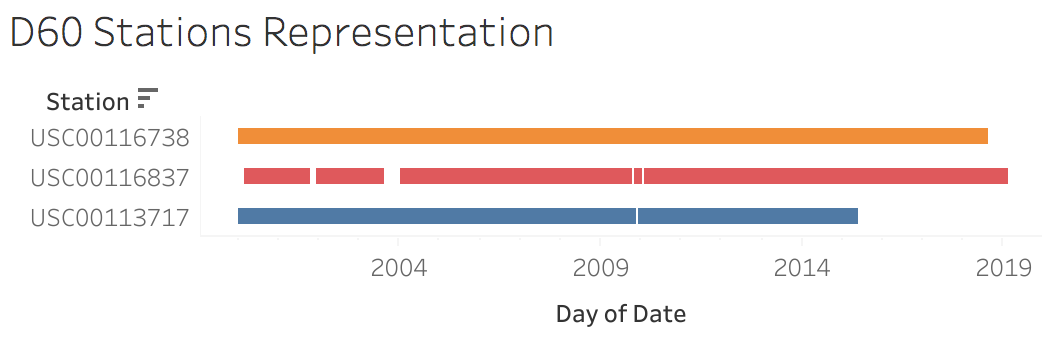 D60 Stations Representation
Station
USC00116738
USC00116837
USC00113717
2004 2009 2014 2019
Day of Date